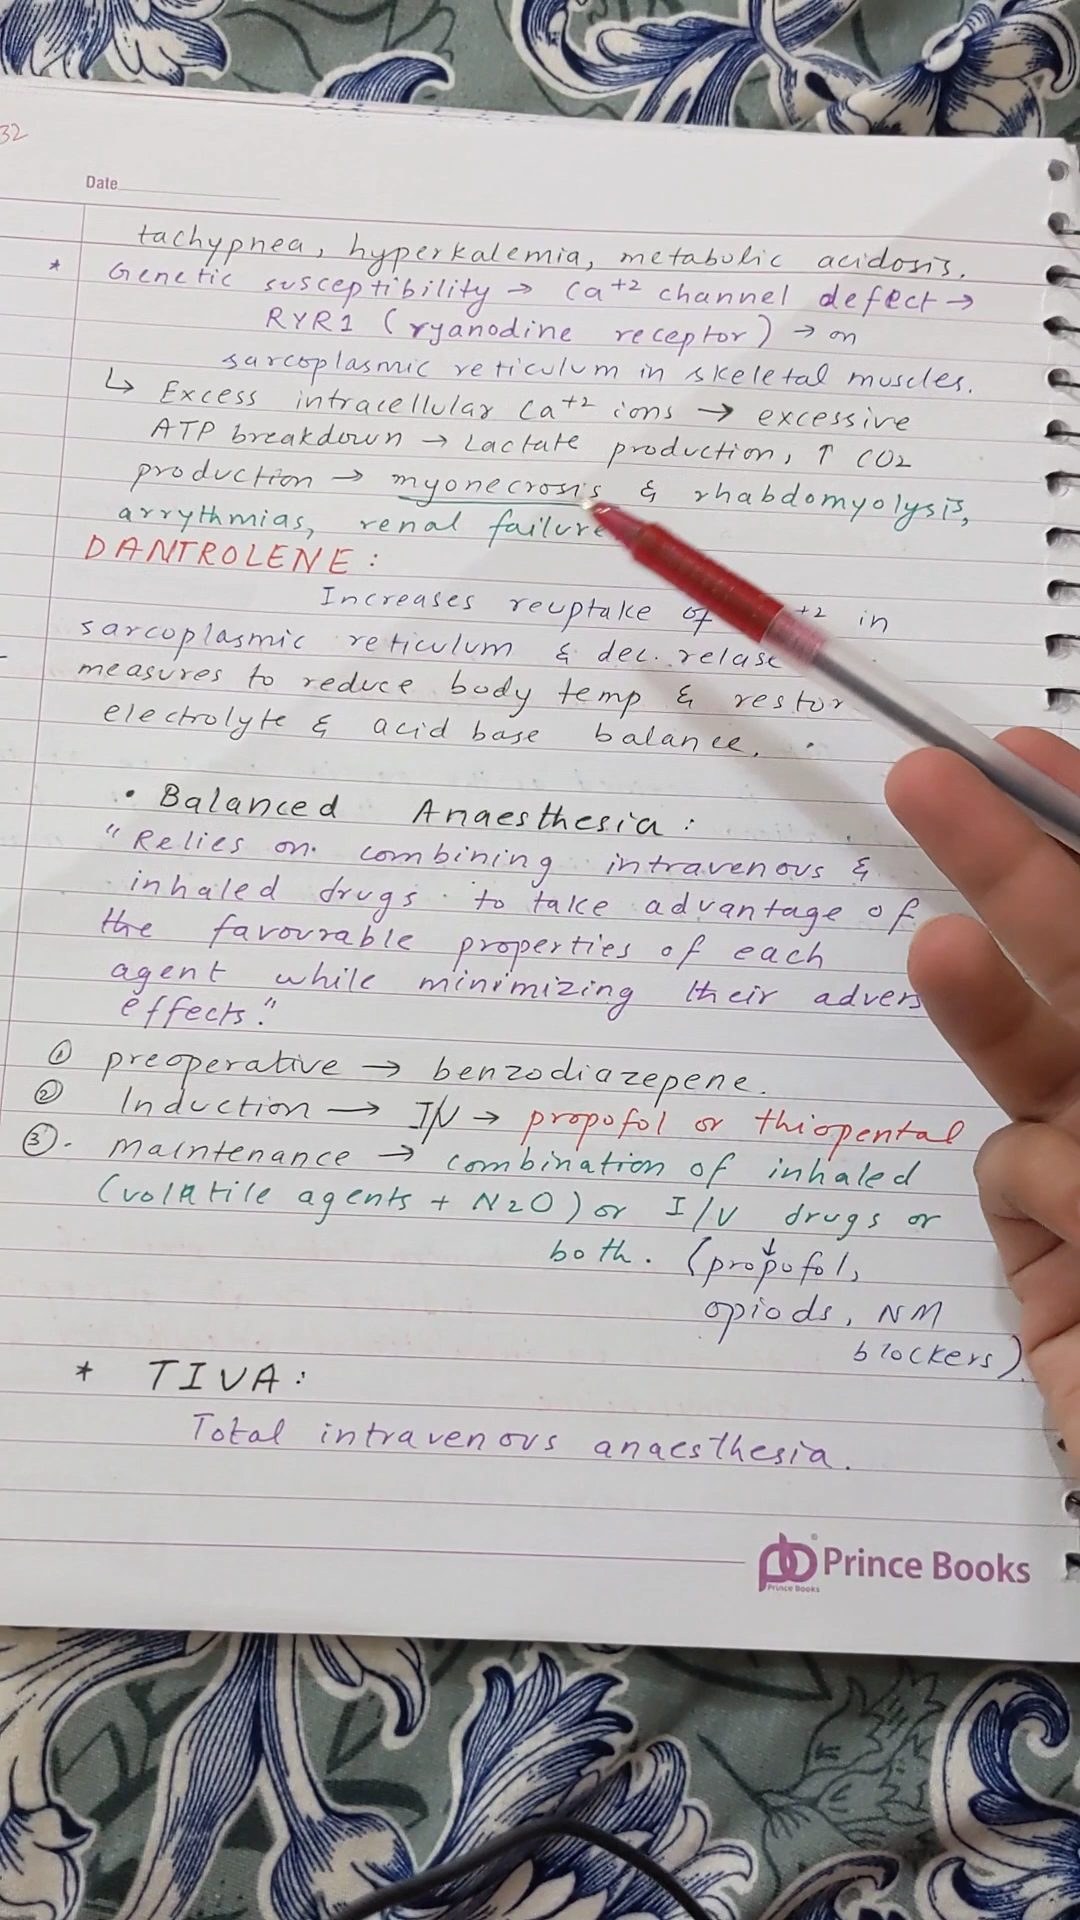 32
Date
tachypnea, hyperkalemia, metabolic acidosis.
* Genetic susceptibility → Ca+2 channel defect →
RYR1 (ryanodine receptor) → on
sarcoplasmic reticulum in skeletal muscles.
↳ Excess intracellular Ca+2 ions → excessive
ATP breakdown → Lactate production, ↑ CO2
production → myonecrosis & rhabdomyolysis,
arrythmias, renal failure
DANTROLENE :
Increases reuptake of +2 in
sarcoplasmic reticulum & dec. relase
measures to reduce body temp & restor
electrolyte & acid base balance.
• Balanced Anaesthesia :
"Relies on combining intravenous &
inhaled drugs to take advantage of
the favourable properties of each
agent while minimizing their advers
effects."
① preoperative → benzodiazepene.
② Induction → I/V → propofol or thiopental
③. maintenance → combination of inhaled
(volatile agents + N2O) or I/V drugs or
both. ↓ (propofol,
opiods, NM
blockers).
* TIVA :
Total intravenous anaesthesia.
Prince Books
Prince Books